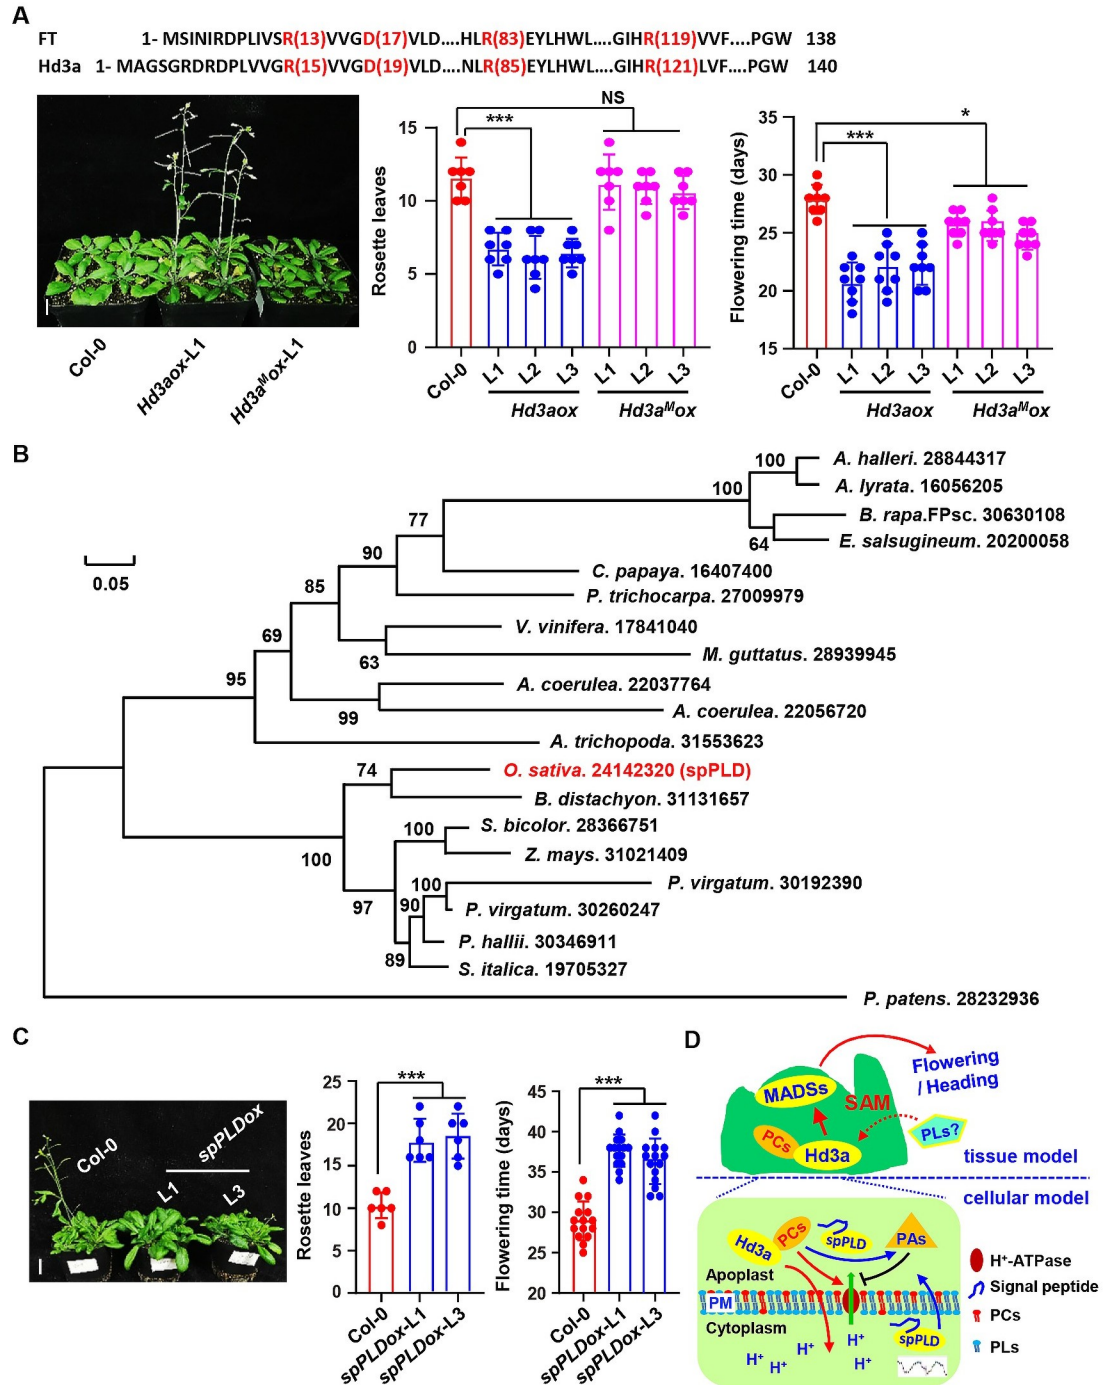 A
FT 1- MSINIRDPLIVSR(13)VVGD(17)VLD....HLR(83)EYLHWL....GIHR(119)VVF....PGW 138
Hd3a 1- MAGSGRDRDPLVVGR(15)VVGD(19)VLD....NLR(85)EYLHWL....GIHR(121)LVF....PGW 140
Col-0
Hd3aox-L1
Hd3aᴹox-L1
Rosette leaves
15
10
5
0
***
NS
Col-0
L1
L2
L3
L1
L2
L3
Hd3aox
Hd3aᴹox
Flowering time (days)
35
30
25
20
15
***
*
Col-0
L1
L2
L3
L1
L2
L3
Hd3aox
Hd3aᴹox
B
0.05
100
A. halleri. 28844317
A. lyrata. 16056205
100
B. rapa.FPsc. 30630108
64
E. salsugineum. 20200058
77
C. papaya. 16407400
90
P. trichocarpa. 27009979
85
V. vinifera. 17841040
63
M. guttatus. 28939945
69
A. coerulea. 22037764
99
A. coerulea. 22056720
95
A. trichopoda. 31553623
74
O. sativa. 24142320 (spPLD)
B. distachyon. 31131657
100
100
S. bicolor. 28366751
Z. mays. 31021409
97
100
P. virgatum. 30192390
90
P. virgatum. 30260247
P. hallii. 30346911
89
S. italica. 19705327
P. patens. 28232936
C
Col-0
spPLDox
L1
L3
Rosette leaves
25
20
15
10
5
0
***
Col-0
spPLDox-L1
spPLDox-L3
Flowering time (days)
45
40
35
30
25
20
***
Col-0
spPLDox-L1
spPLDox-L3
D
Flowering
/ Heading
MADSs
SAM
PCs
Hd3a
PLs?
tissue model
cellular model
Hd3a
PCs
spPLD
PAs
Apoplast
PM
Cytoplasm
spPLD
H⁺
H⁺
H⁺
H⁺
H⁺
H⁺-ATPase
Signal peptide
PCs
PLs